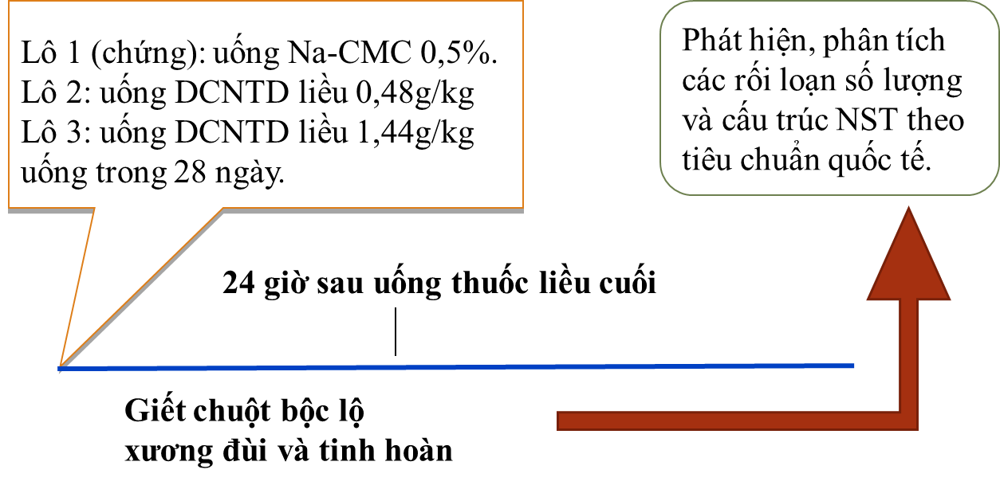 Lô 1 (chứng): uống Na-CMC 0,5%.
Lô 2: uống DCNTD liều 0,48g/kg
Lô 3: uống DCNTD liều 1,44g/kg
uống trong 28 ngày.
Phát hiện, phân tích
các rối loạn số lượng
và cấu trúc NST theo
tiêu chuẩn quốc tế.
24 giờ sau uống thuốc liều cuối
Giết chuột bộc lộ
xương đùi và tinh hoàn